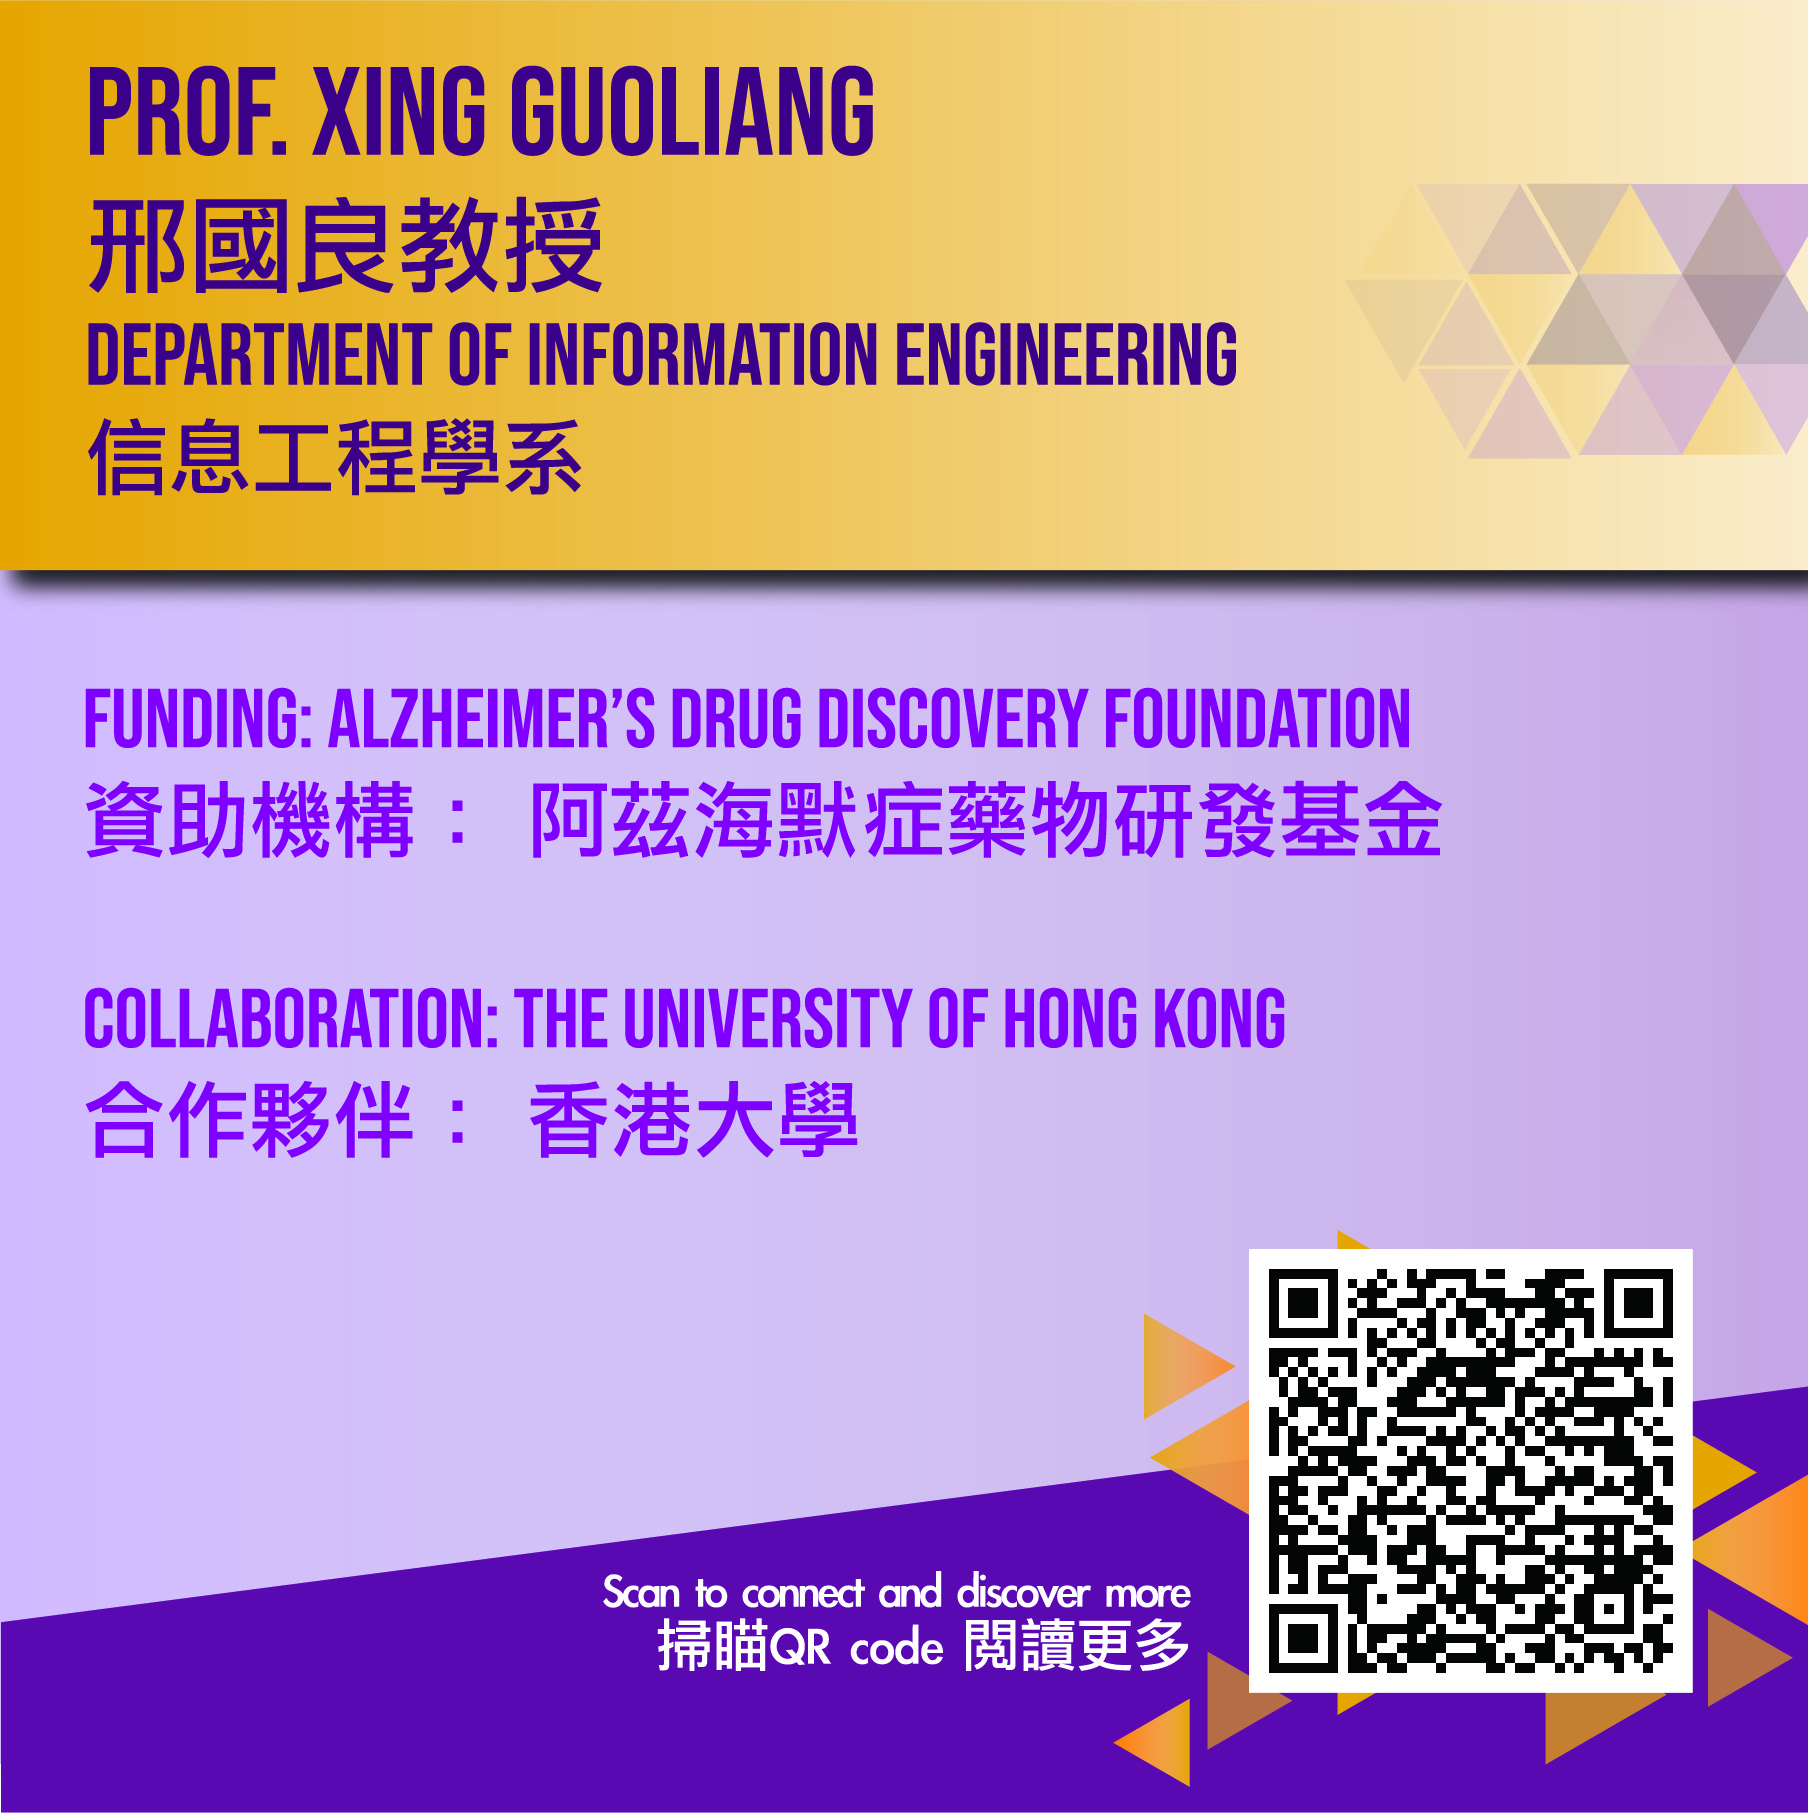 PROF. XING GUOLIANG
邢國良教授
DEPARTMENT OF INFORMATION ENGINEERING
信息工程學系
FUNDING: ALZHEIMER’S DRUG DISCOVERY FOUNDATION
資助機構： 阿茲海默症藥物研發基金
COLLABORATION: THE UNIVERSITY OF HONG KONG
合作夥伴： 香港大學
Scan to connect and discover more
掃瞄QR code 閱讀更多